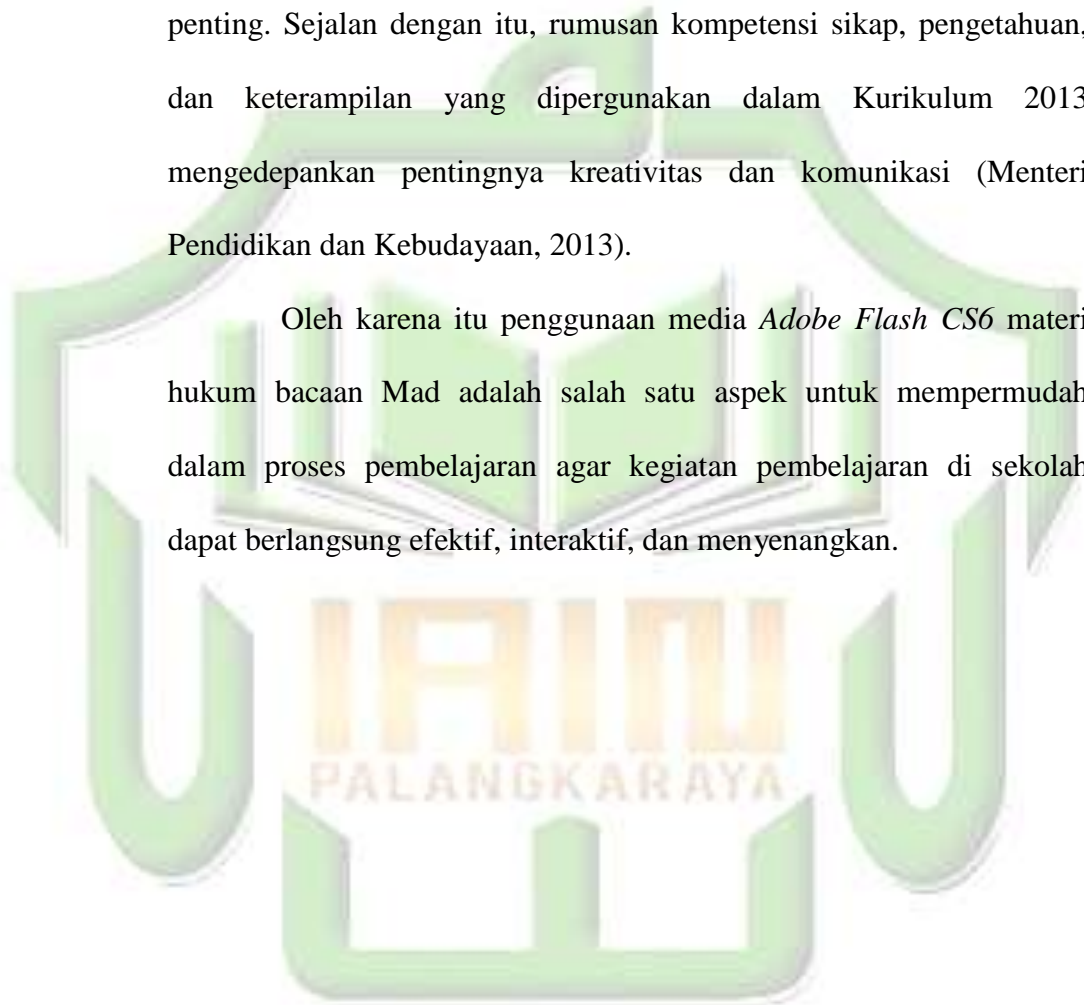 penting. Sejalan dengan itu, rumusan kompetensi sikap, pengetahuan,
dan keterampilan yang dipergunakan dalam Kurikulum 2013
mengedepankan pentingnya kreativitas dan komunikasi (Menteri
Pendidikan dan Kebudayaan, 2013).
Oleh karena itu penggunaan media Adobe Flash CS6 materi
hukum bacaan Mad adalah salah satu aspek untuk mempermudah
dalam proses pembelajaran agar kegiatan pembelajaran di sekolah
dapat berlangsung efektif, interaktif, dan menyenangkan.
IAIN
PALANGKARAYA